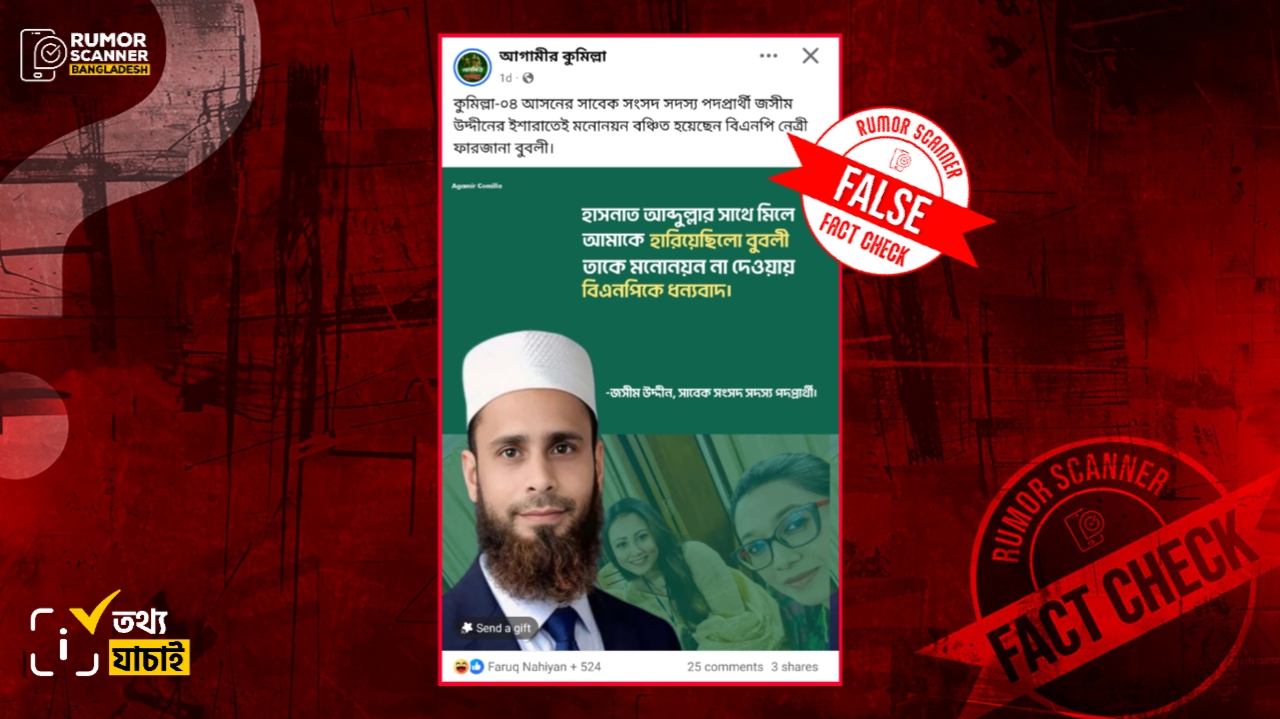 RUMOR
SCANNER
BANGLADESH
আগামীর কুমিল্লা
1d
কুমিল্লা-০৪ আসনের সাবেক সংসদ সদস্য পদপ্রার্থী জসীম
উদ্দীনের ইশারাতেই মনোনয়ন বঞ্চিত হয়েছেন বিএনপি নেত্রী
ফারজানা বুবলী।
RUMOR SCANNER
FALSE
FACT CHECK
Agamir Comilla
হাসনাত আব্দুল্লার সাথে মিলে
আমাকে হারিয়েছিলো বুবলী
তাকে মনোনয়ন না দেওয়ায়
বিএনপিকে ধন্যবাদ।
-জসীম উদ্দীন, সাবেক সংসদ সদস্য পদপ্রার্থী।
Send a gift
Faruq Nahiyan + 524
25 comments 3 shares
তথ্য
যাচাই
RUMOR SCANNER
FACT CHECK